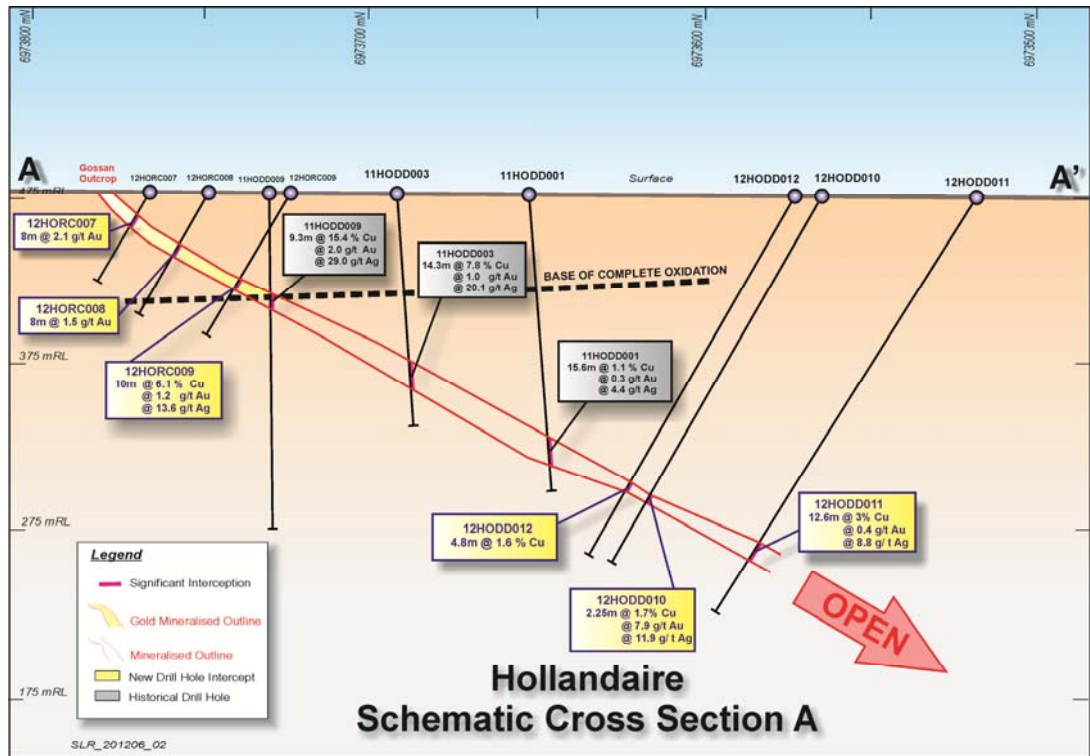 6973800 mN
6973700 mN
6973600 mN
6973500 mN
A
A'
Gossan
Outcrop
12HORC007
12HORC008
11HODD009
12HORC009
11HODD003
11HODD001
Surface
12HODD012
12HODD010
12HODD011
475 mRL
12HORC007
8m @ 2.1 g/t Au
11HODD009
9.3m @ 15.4 % Cu
@ 2.0 g/t Au
@ 29.0 g/t Ag
11HODD003
14.3m @ 7.8 % Cu
@ 1.0 g/t Au
@ 20.1 g/t Ag
BASE OF COMPLETE OXIDATION
12HORC008
8m @ 1.5 g/t Au
375 mRL
12HORC009
10m @ 6.1 % Cu
@ 1.2 g/t Au
@ 13.6 g/t Ag
11HODD001
15.6m @ 1.1 % Cu
@ 0.3 g/t Au
@ 4.4 g/t Ag
275 mRL
12HODD012
4.8m @ 1.6 % Cu
12HODD011
12.6m @ 3% Cu
@ 0.4 g/t Au
@ 8.8 g/ t Ag
12HODD010
2.25m @ 1.7% Cu
@ 7.9 g/t Au
@ 11.9 g/ t Ag
OPEN
Legend
Significant Interception
Gold Mineralised Outline
Mineralised Outline
New Drill Hole Intercept
Historical Drill Hole
175 mRL
Hollandaire
Schematic Cross Section A
SLR_201206_02